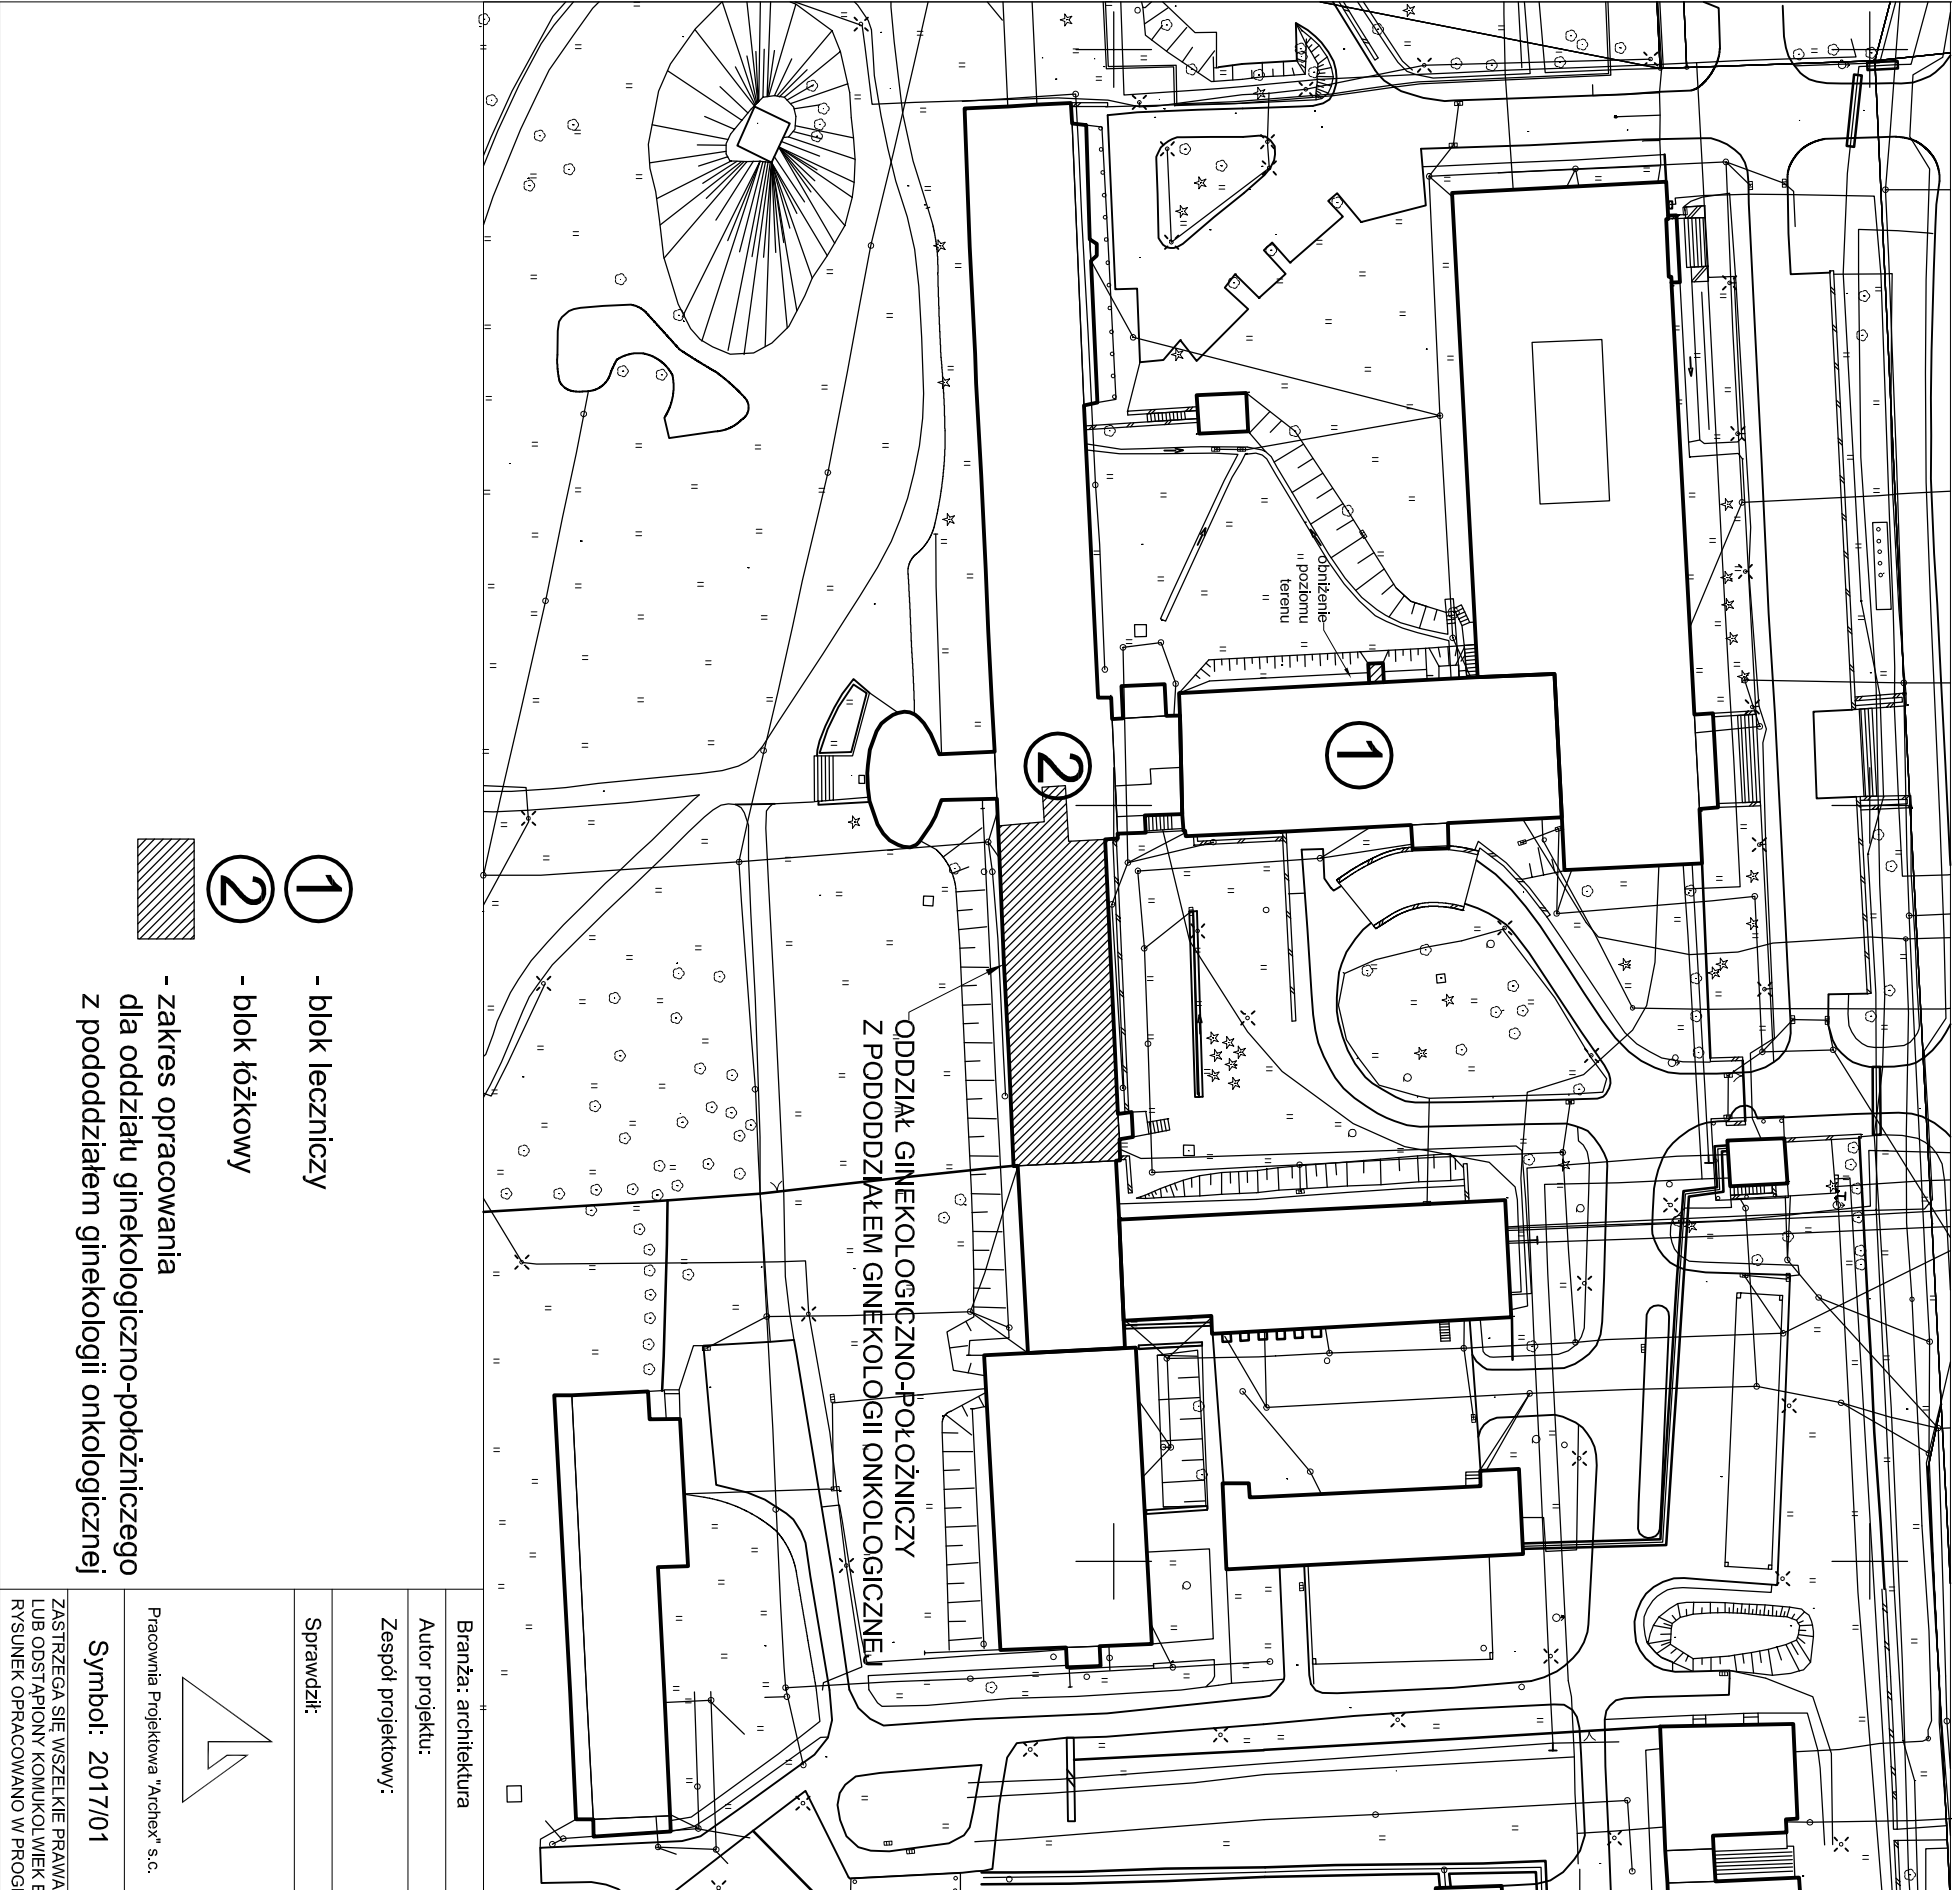 obniżenie
poziomu
terenu
①
②
ODDZIAŁ GINEKOLOGICZNO-POŁOŻNICZY
Z PODODDZIAŁEM GINEKOLOGII ONKOLOGICZNEJ
① - blok leczniczy
② - blok łóżkowy
- zakres opracowania
dla oddziału ginekologiczno-położniczego
z pododdziałem ginekologii onkologicznej
Branża: architektura
Autor projektu:
Zespół projektowy:
Sprawdził:
Pracownia Projektowa "Archex" s.c.
Symbol: 2017/01
ZASTRZEGA SIĘ WSZELKIE PRAWA
LUB ODSTĄPIONY KOMUKOLWIEK
RYSUNEK OPRACOWANO W